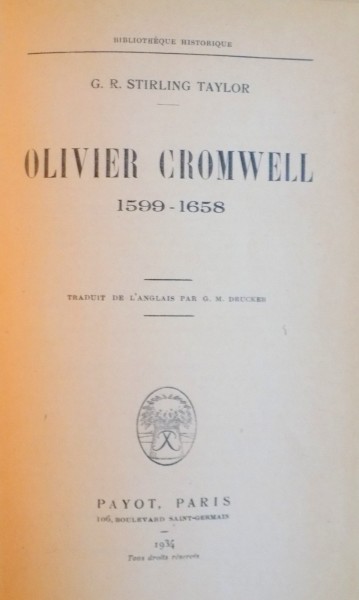 BIBLIOTHÈQUE HISTORIQUE
G. R. STIRLING TAYLOR
OLIVIER CROMWELL
1599-1658
TRADUIT DE L'ANGLAIS PAR G. M. DRUCKER
PAYOT, PARIS
106, BOULEVARD SAINT-GERMAIN
1934
Tous droits réservés